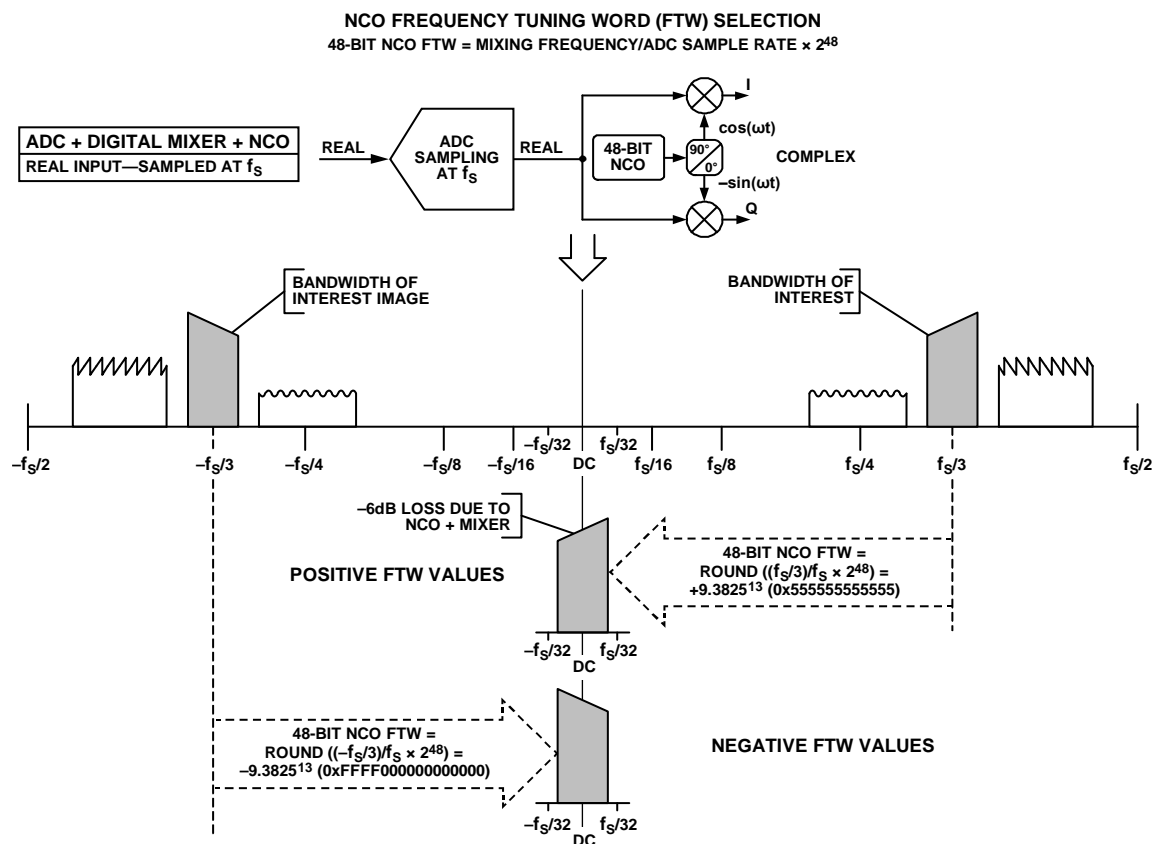 NCO FREQUENCY TUNING WORD (FTW) SELECTION
48-BIT NCO FTW = MIXING FREQUENCY/ADC SAMPLE RATE × 2⁴⁸
ADC + DIGITAL MIXER + NCO
REAL INPUT—SAMPLED AT fS
REAL
ADC
SAMPLING
AT fS
REAL
48-BIT
NCO
90°
0°
I
cos(ωt)
COMPLEX
–sin(ωt)
Q
BANDWIDTH OF
INTEREST IMAGE
BANDWIDTH OF
INTEREST
–fS/2
–fS/3
–fS/4
–fS/8
–fS/16
–fS/32
DC
fS/32
fS/16
fS/8
fS/4
fS/3
fS/2
–6dB LOSS DUE TO
NCO + MIXER
POSITIVE FTW VALUES
48-BIT NCO FTW =
ROUND ((fS/3)/fS × 2⁴⁸) =
+9.3825¹³ (0x555555555555)
–fS/32
DC
fS/32
48-BIT NCO FTW =
ROUND ((–fS/3)/fS × 2⁴⁸) =
–9.3825¹³ (0xFFFF000000000000)
NEGATIVE FTW VALUES
–fS/32
DC
fS/32